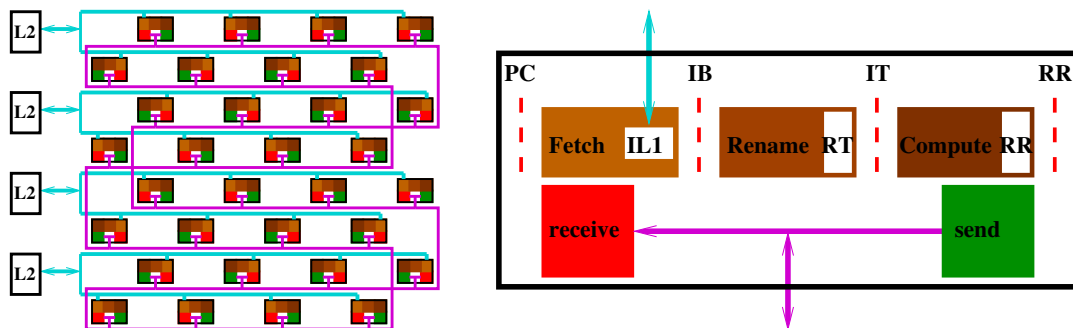 L2
L2
L2
L2
PC IB IT RR
Fetch IL1 Rename RT Compute RR
receive send